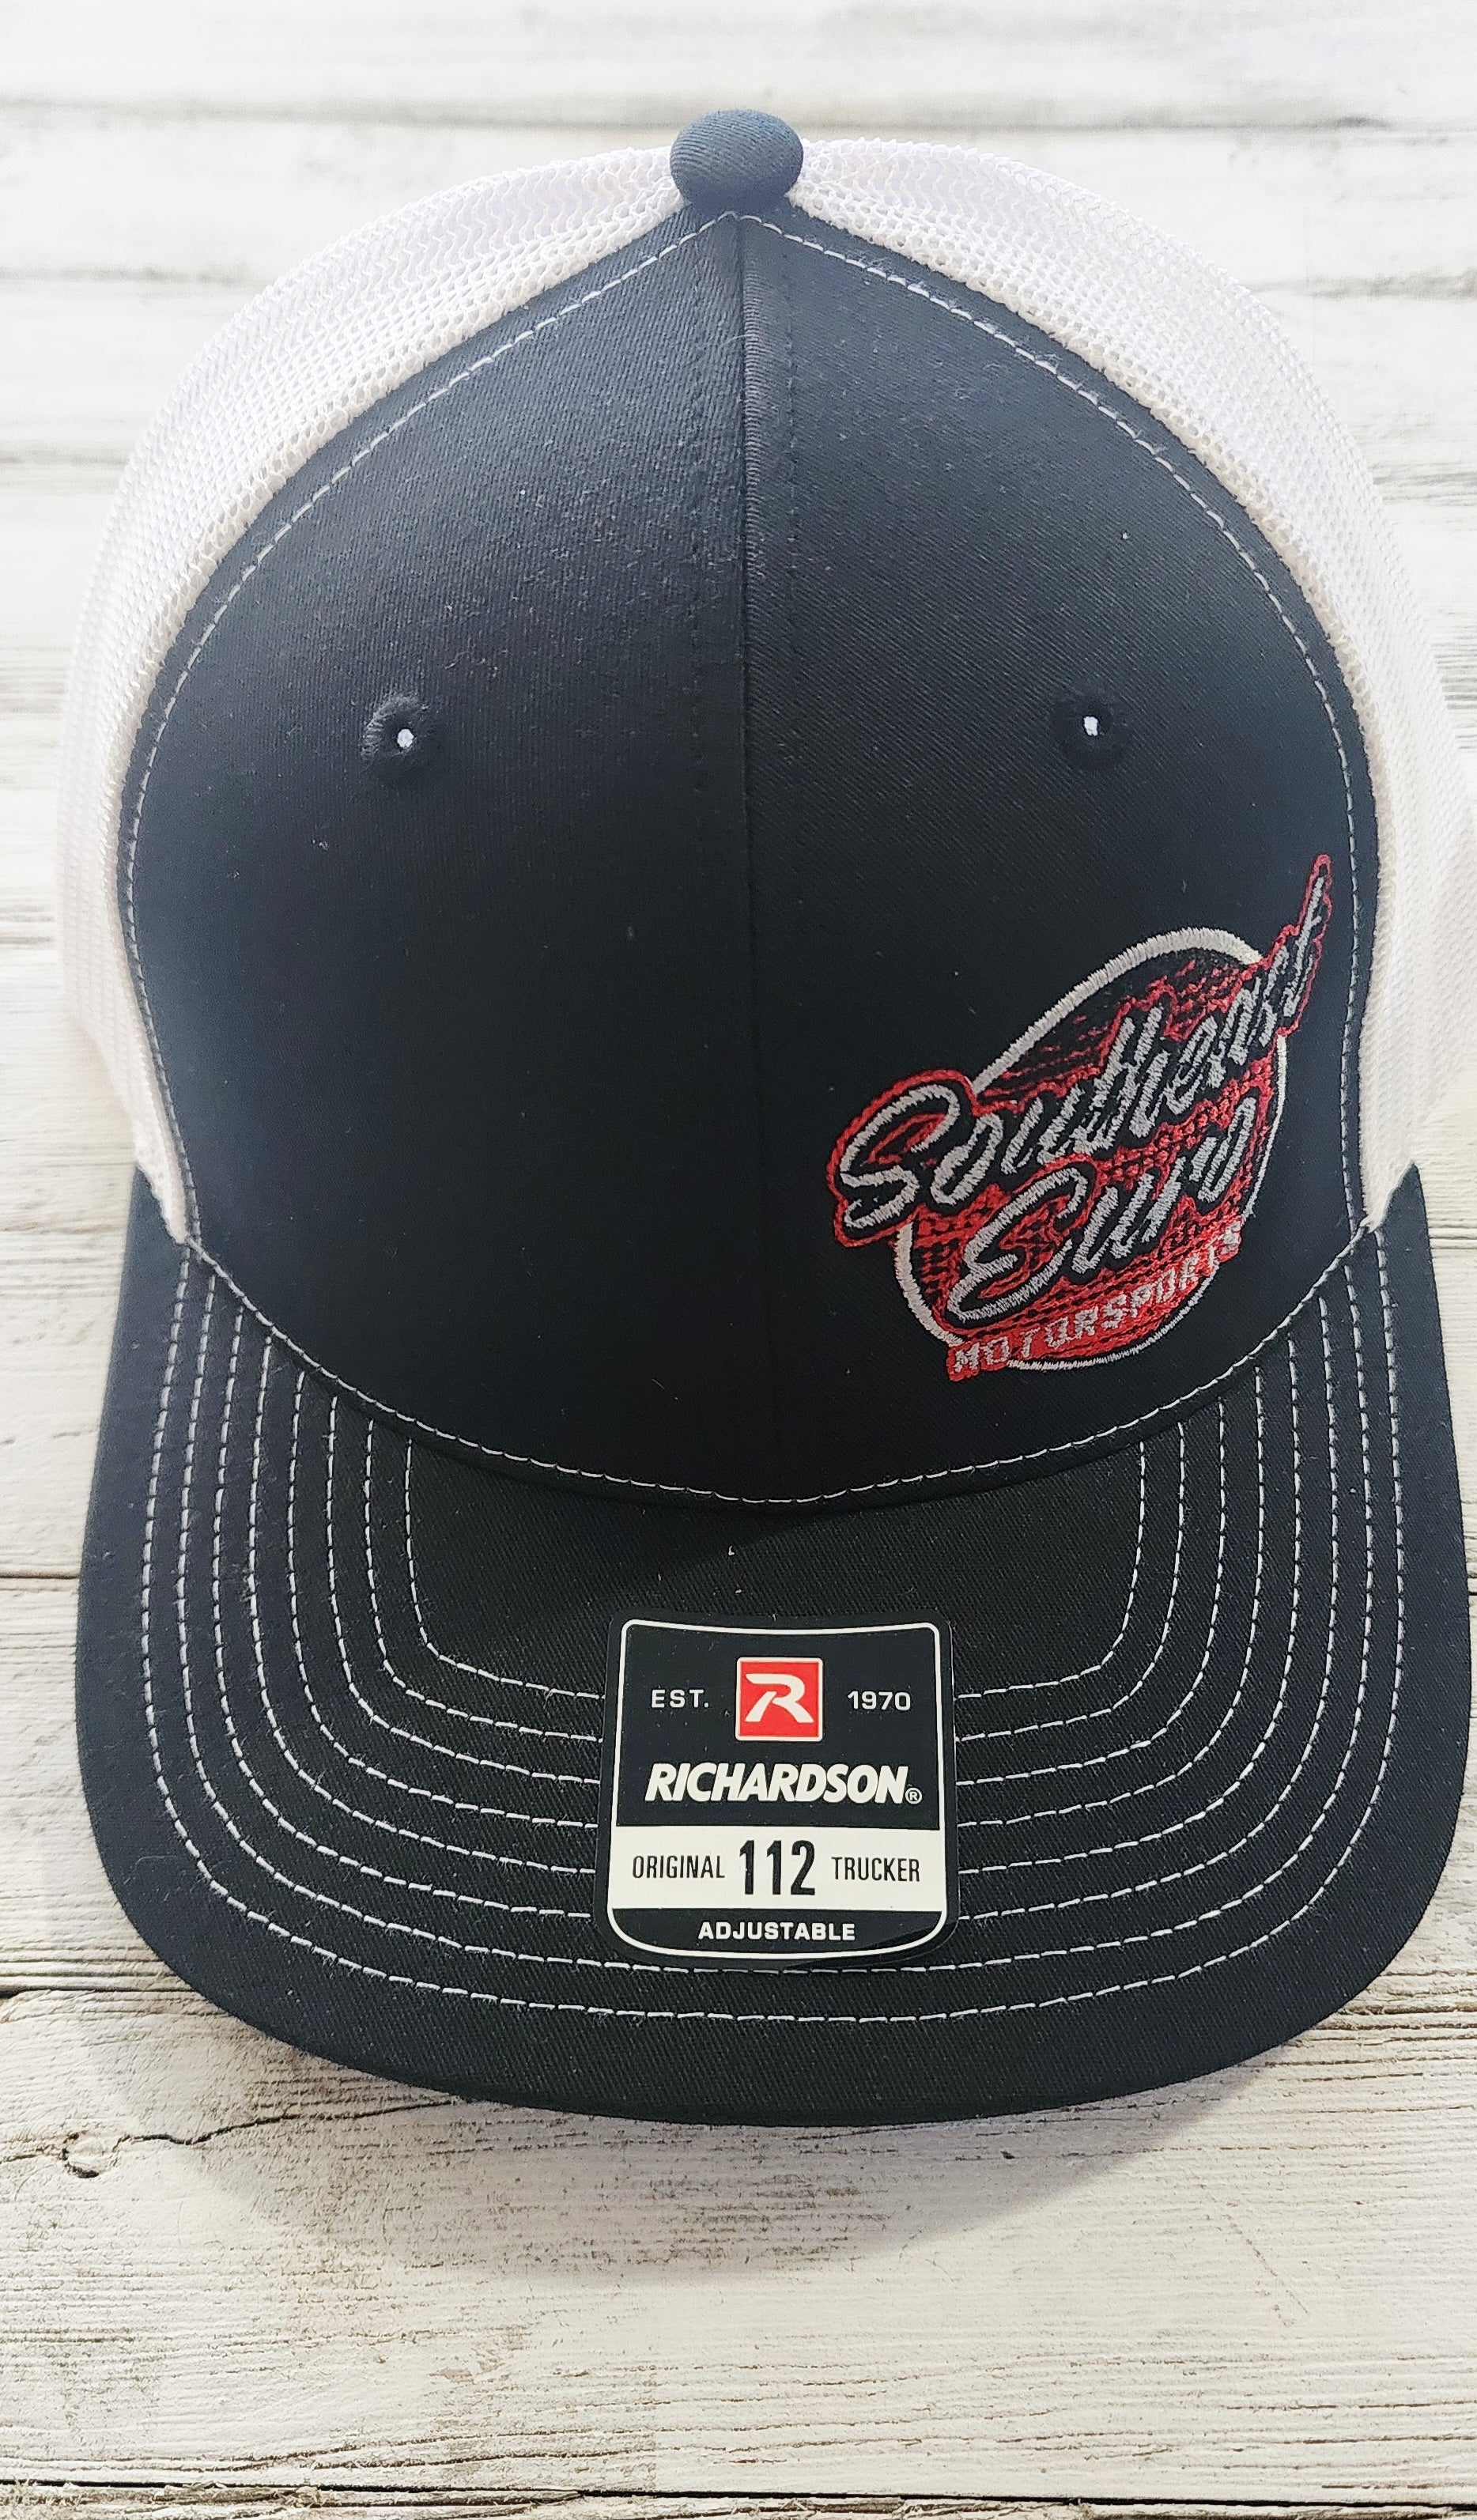 Southeast
Euro
MOTORSPORTS
EST. R 1970
RICHARDSON®
ORIGINAL 112 TRUCKER
ADJUSTABLE